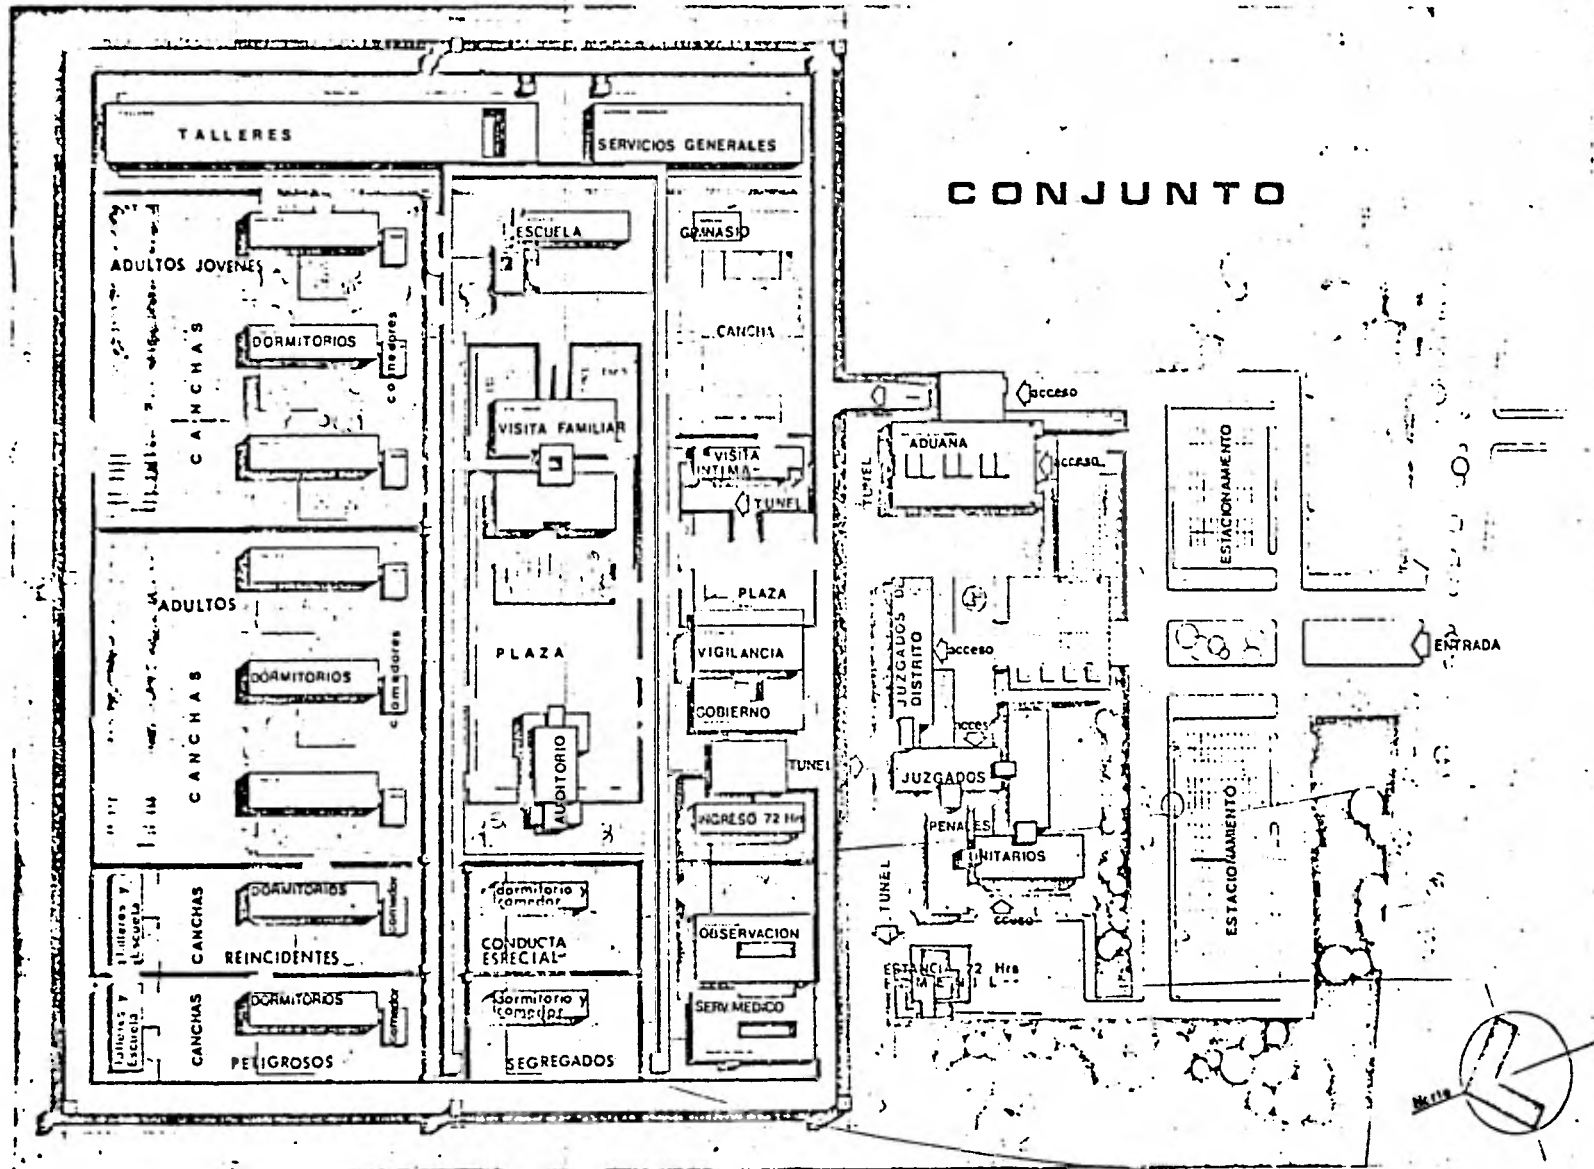 CONJUNTO
TALLERES
SERVICIOS GENERALES
ADULTOS JOVENES
CANCHAS
DORMITORIOS
comedores
ESCUELA
GIMNASIO
CANCHA
VISITA FAMILIAR
VISITA
INTIMA
TUNEL
acceso
ADUANA
acceso
TUNEL
ESTACIONAMIENTO
ADULTOS
CANCHAS
DORMITORIOS
comedores
PLAZA
AUDITORIO
PLAZA
VIGILANCIA
GOBIERNO
TUNEL
INGRESO 72 Hrs
JUZGADOS DE
DISTRITO
acceso
JUZGADOS
PENALES
UNITARIOS
TUNEL
ENTRADA
ESTACIONAMIENTO
Talleres y
Escuela
CANCHAS
DORMITORIOS
comedor
REINCIDENTES
dormitorio y
comedor
CONDUCTA
ESPECIAL
OBSERVACION
ESTANCIA 72 Hrs
Talleres y
Escuela
CANCHAS
DORMITORIOS
comedor
PELIGROSOS
dormitorio y
comedor
SEGREGADOS
SERV. MEDICO
Norte